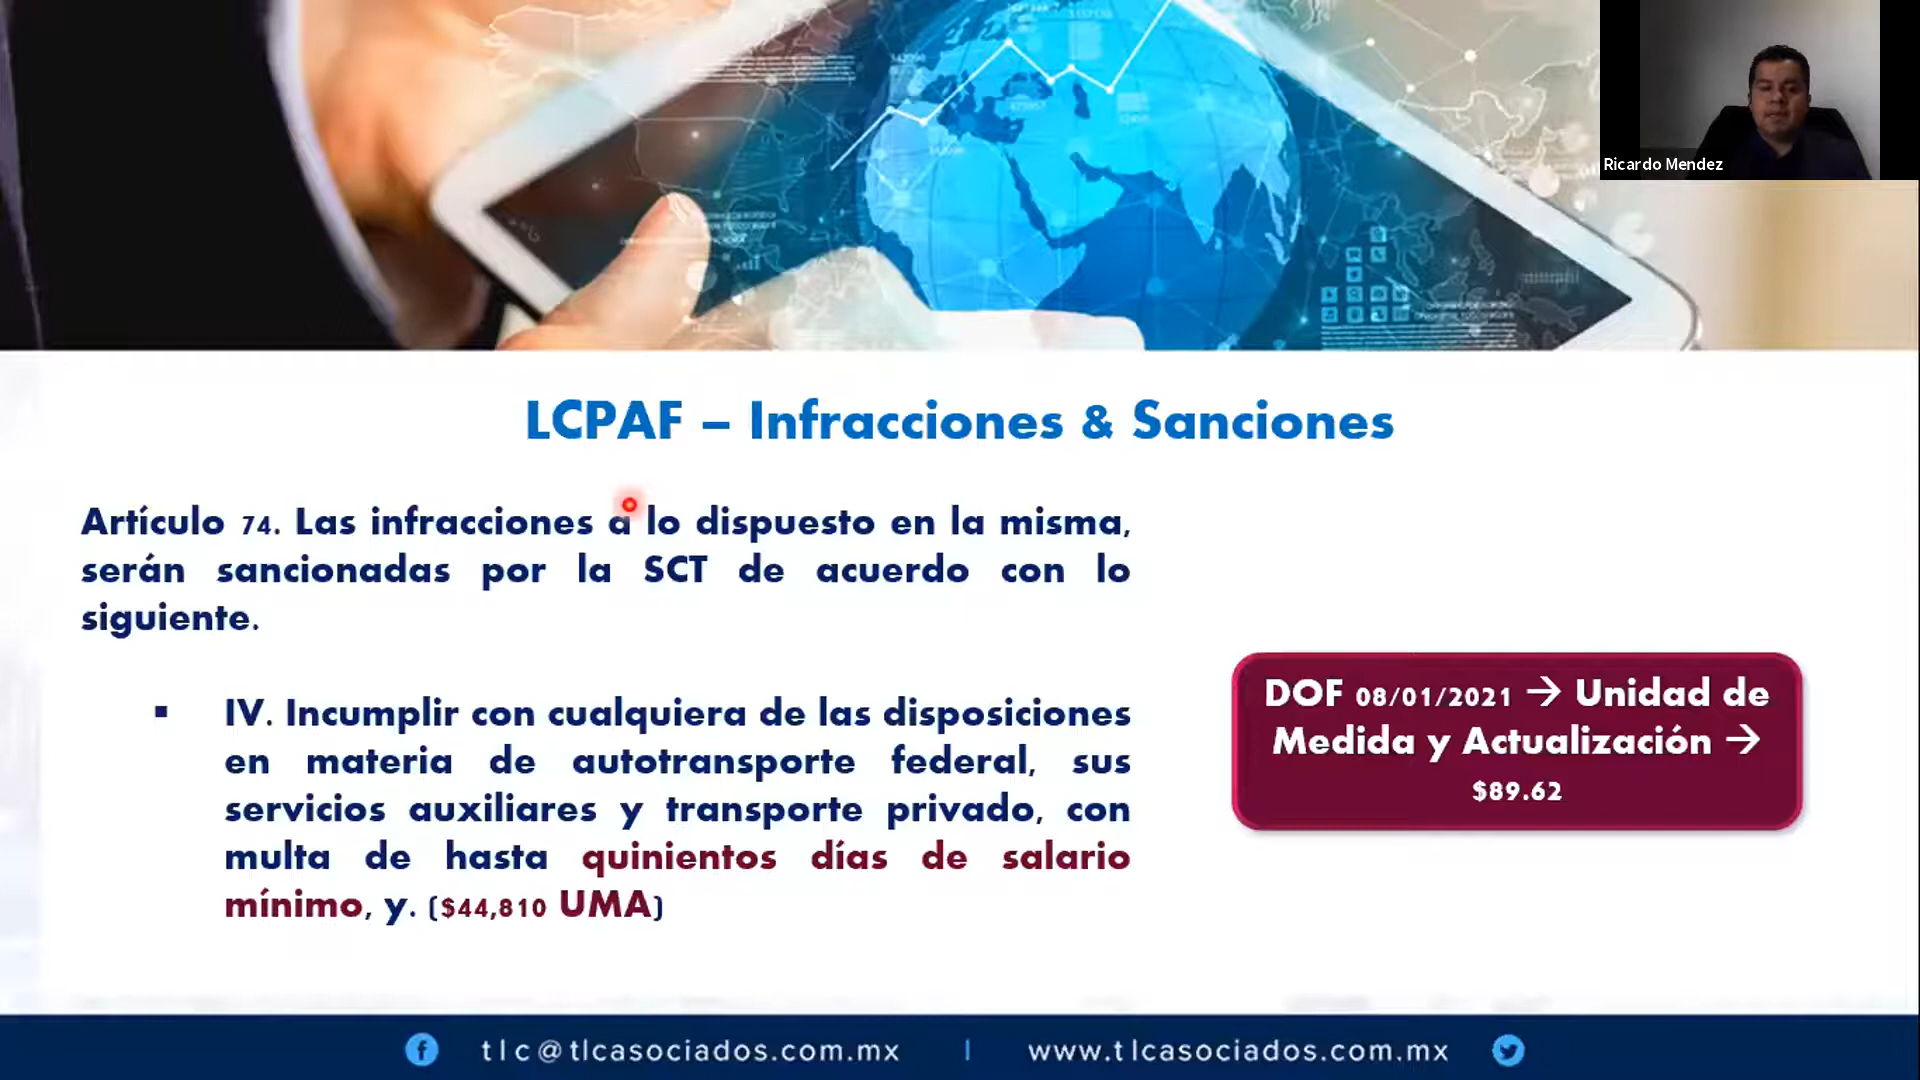 Ricardo Mendez
LCPAF – Infracciones & Sanciones
Artículo 74. Las infracciones a lo dispuesto en la misma,
serán sancionadas por la SCT de acuerdo con lo
siguiente.
▪ IV. Incumplir con cualquiera de las disposiciones
en materia de autotransporte federal, sus
servicios auxiliares y transporte privado, con
multa de hasta quinientos días de salario
mínimo, y. ($44,810 UMA)
DOF 08/01/2021 → Unidad de
Medida y Actualización →
$89.62
tlc@tlcasociados.com.mx | www.tlcasociados.com.mx